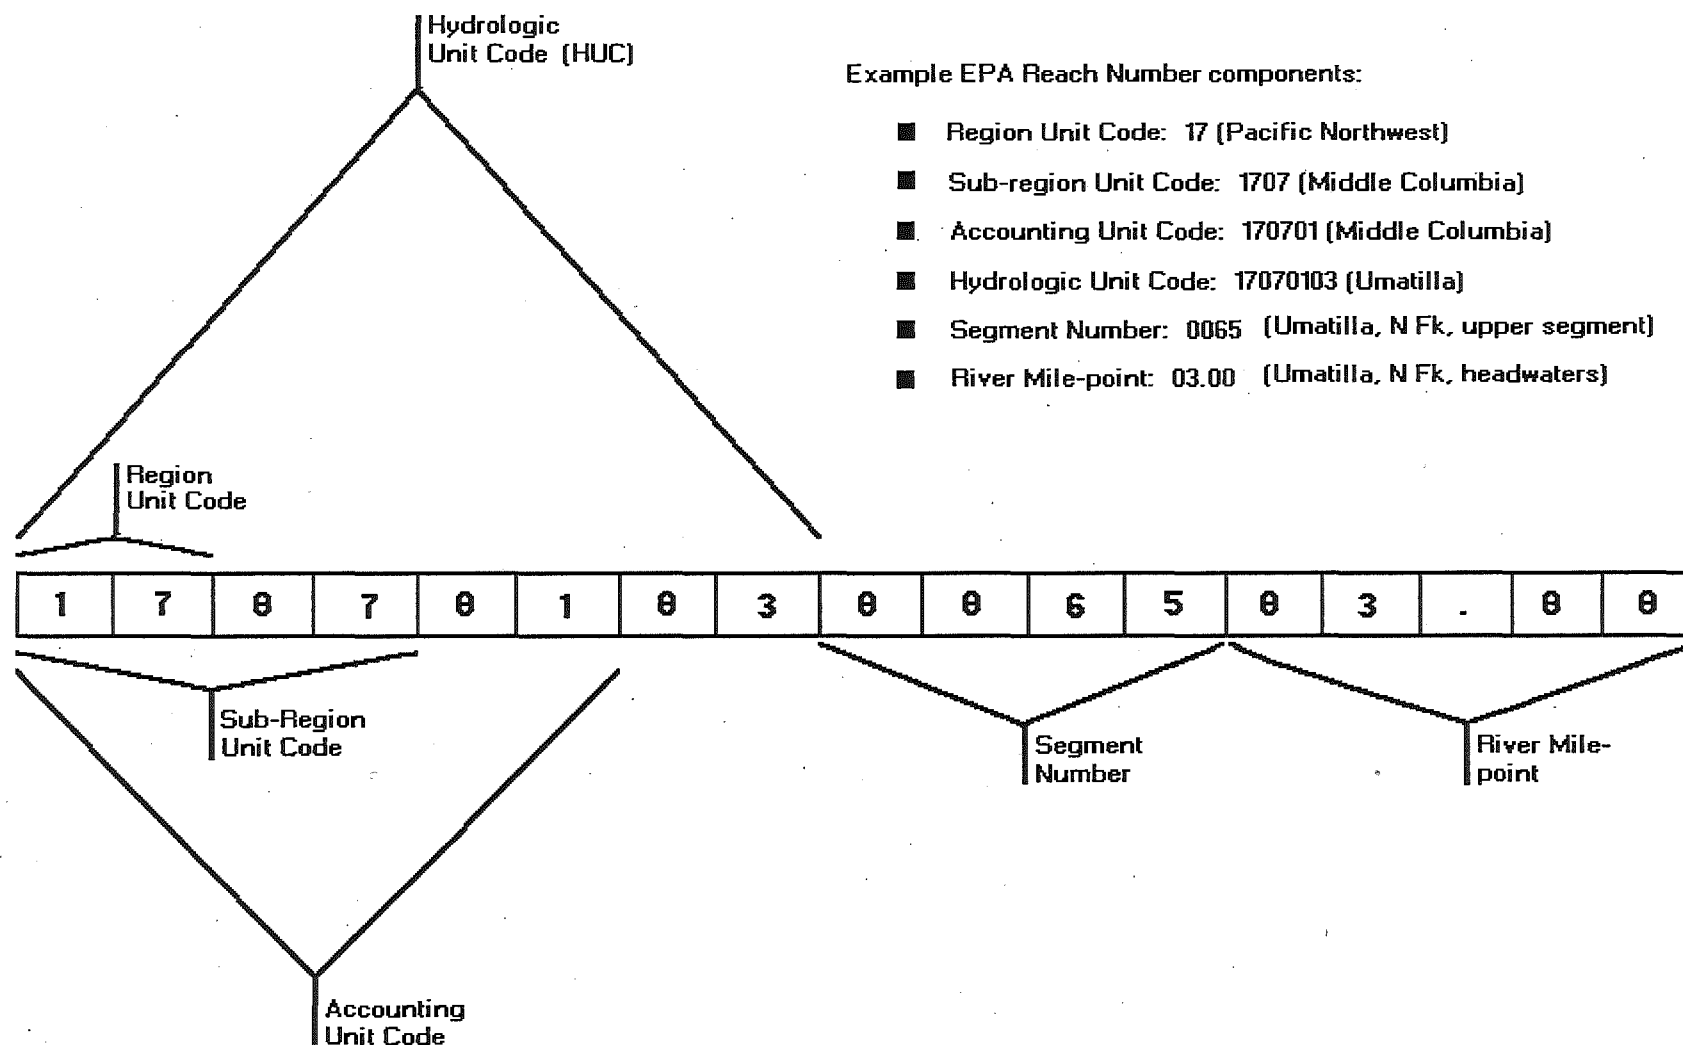 Hydrologic
Unit Code (HUC)
Example EPA Reach Number components:
■ Region Unit Code: 17 (Pacific Northwest)
■ Sub-region Unit Code: 1707 (Middle Columbia)
■ Accounting Unit Code: 170701 (Middle Columbia)
■ Hydrologic Unit Code: 17070103 (Umatilla)
■ Segment Number: 0065 (Umatilla, N Fk, upper segment)
■ River Mile-point: 03.00 (Umatilla, N Fk, headwaters)
Region
Unit Code
1 7 0 7 0 1 0 3 0 0 6 5 0 3 . 0 0
Sub-Region
Unit Code
Segment
Number
River Mile-
point
Accounting
Unit Code